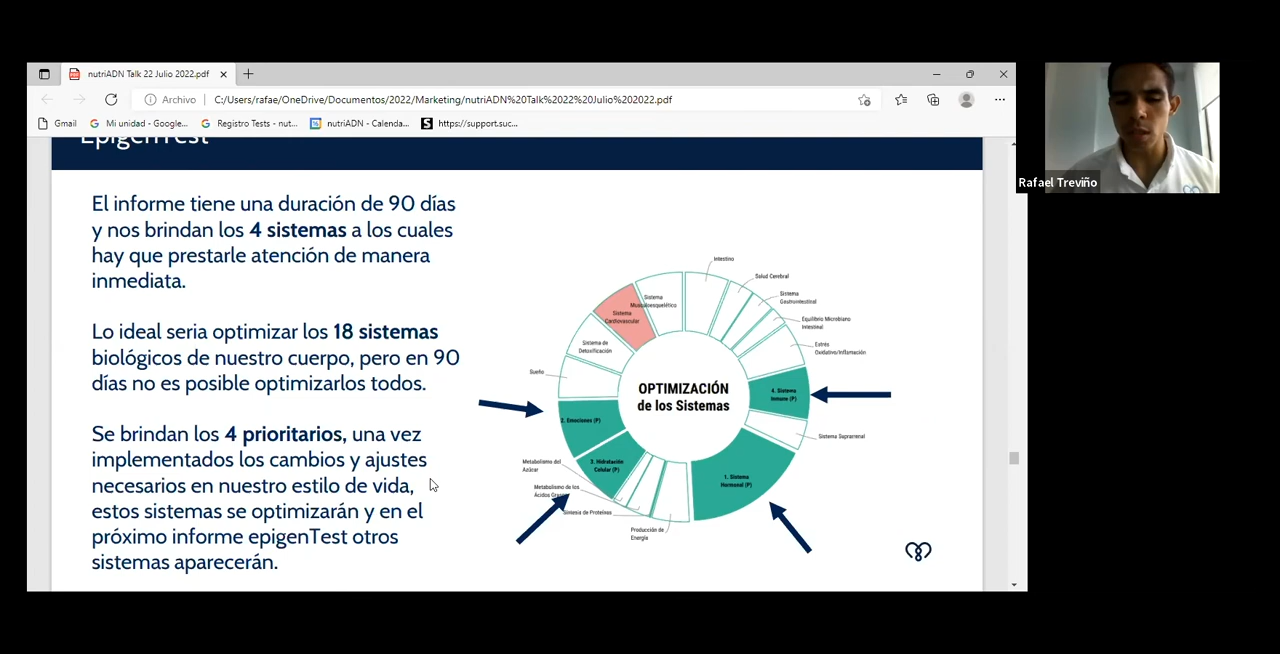 nutriADN Talk 22 Julio 2022.pdf
Archivo
C:/Users/rafae/OneDrive/Documentos/2022/Marketing/nutriADN%20Talk%2022%20Julio%202022.pdf
Gmail
Mi unidad - Google...
Registro Tests - nut...
nutriADN - Calenda...
https://support.suc...
EpigenTest
El informe tiene una duración de 90 días
y nos brindan los 4 sistemas a los cuales
hay que prestarle atención de manera
inmediata.
Lo ideal seria optimizar los 18 sistemas
biológicos de nuestro cuerpo, pero en 90
días no es posible optimizarlos todos.
Se brindan los 4 prioritarios, una vez
implementados los cambios y ajustes
necesarios en nuestro estilo de vida,
estos sistemas se optimizarán y en el
próximo informe epigenTest otros
sistemas aparecerán.
Intestino
Salud Cerebral
Sistema
Gastrointestinal
Equilibrio Microbiano
Intestinal
Estrés
Oxidativo/Inflamación
4. Sistema
Inmune (P)
Sistema Suprarrenal
1. Sistema
Hormonal (P)
Producción de
Energía
Síntesis de Proteínas
Metabolismo de los
Ácidos Grasos
Metabolismo del
Azúcar
3. Hidratación
Celular (P)
2. Emociones (P)
Sueño
Sistema de
Detoxificación
Sistema
Cardiovascular
Sistema
Musculoesquelético
OPTIMIZACIÓN
de los Sistemas
Rafael Treviño